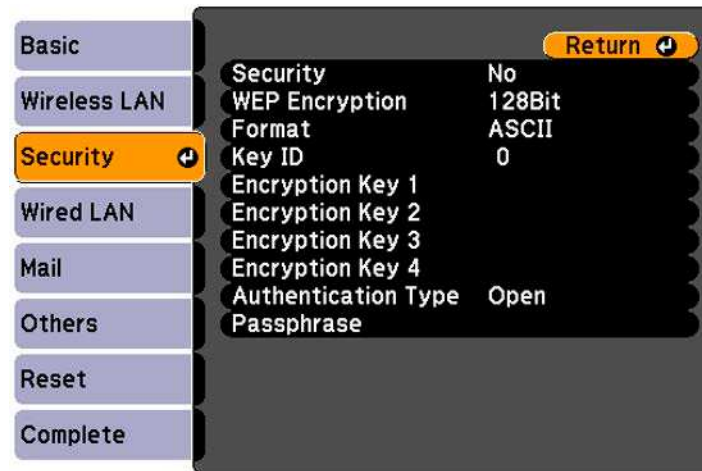 Basic
Wireless LAN
Security
Wired LAN
Mail
Others
Reset
Complete
Return
Security No
WEP Encryption 128Bit
Format ASCII
Key ID 0
Encryption Key 1
Encryption Key 2
Encryption Key 3
Encryption Key 4
Authentication Type Open
Passphrase